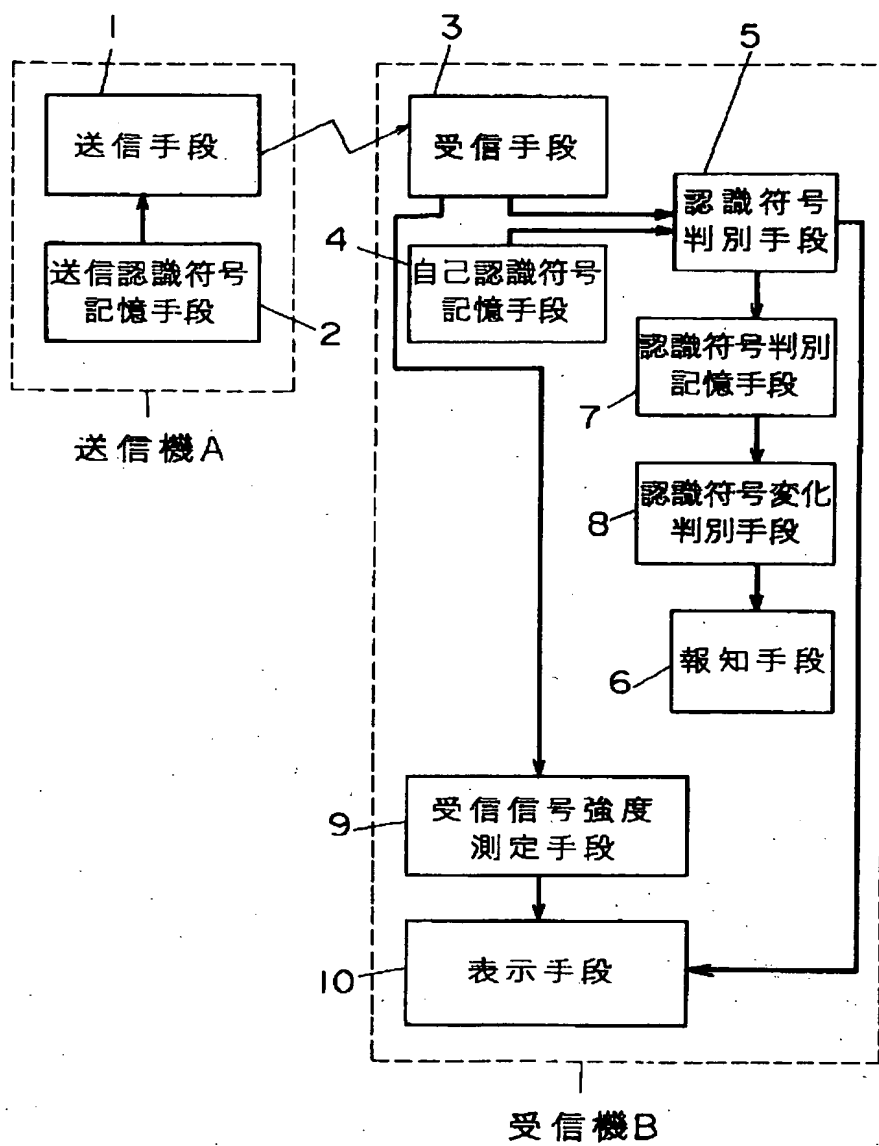 1
送信手段
送信認識符号
記憶手段
2
送信機A
3
受信手段
4
自己認識符号
記憶手段
5
認識符号
判別手段
認識符号判別
記憶手段
7
認識符号変化
判別手段
8
報知手段
6
受信信号強度
測定手段
9
表示手段
10
受信機B